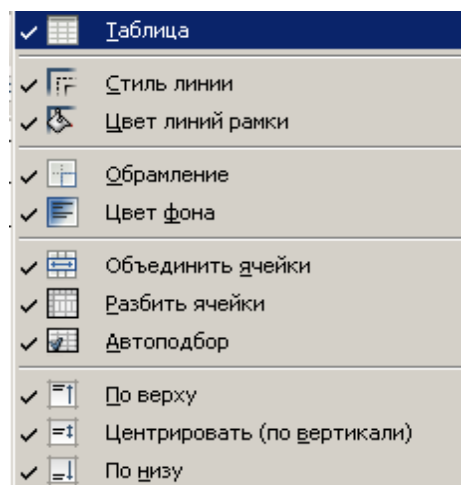 Таблица
Стиль линии
Цвет линий рамки
Обрамление
Цвет фона
Объединить ячейки
Разбить ячейки
Автоподбор
По верху
Центрировать (по вертикали)
По низу